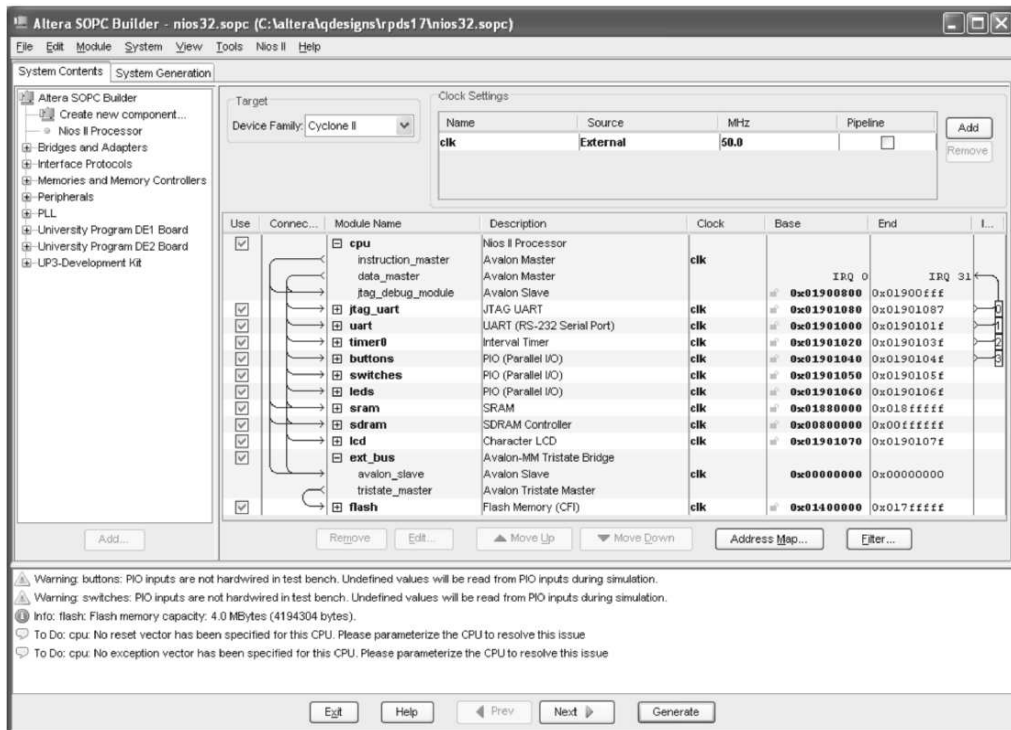 Altera SOPC Builder - nios32.sopc (C:\altera\qdesigns\rpds17\nios32.sopc)
File Edit Module System View Tools Nios II Help
System Contents System Generation
Altera SOPC Builder
Create new component...
Nios II Processor
Bridges and Adapters
Interface Protocols
Memories and Memory Controllers
Peripherals
PLL
University Program DE1 Board
University Program DE2 Board
UP3-Development Kit
Add...
Target
Device Family: Cyclone II
Clock Settings
Name Source MHz Pipeline
clk External 50.0
Add
Remove
Use Connec... Module Name Description Clock Base End I...
cpu Nios II Processor
instruction_master Avalon Master clk
data_master Avalon Master IRQ 0 IRQ 31
jtag_debug_module Avalon Slave 0x01900800 0x01900fff
jtag_uart JTAG UART clk 0x01901080 0x01901087 0
uart UART (RS-232 Serial Port) clk 0x01901000 0x0190101f 1
timer0 Interval Timer clk 0x01901020 0x0190103f 2
buttons PIO (Parallel I/O) clk 0x01901040 0x0190104f 3
switches PIO (Parallel I/O) clk 0x01901050 0x0190105f
leds PIO (Parallel I/O) clk 0x01901060 0x0190106f
sram SRAM clk 0x01880000 0x018fffff
sdram SDRAM Controller clk 0x00800000 0x00ffffff
lcd Character LCD clk 0x01901070 0x0190107f
ext_bus Avalon-MM Tristate Bridge
avalon_slave Avalon Slave clk 0x00000000 0x00000000
tristate_master Avalon Tristate Master
flash Flash Memory (CFI) clk 0x01400000 0x017fffff
Remove Edit... Move Up Move Down Address Map... Filter...
Warning: buttons: PIO inputs are not hardwired in test bench. Undefined values will be read from PIO inputs during simulation.
Warning: switches: PIO inputs are not hardwired in test bench. Undefined values will be read from PIO inputs during simulation.
Info: flash: Flash memory capacity: 4.0 MBytes (4194304 bytes).
To Do: cpu: No reset vector has been specified for this CPU. Please parameterize the CPU to resolve this issue
To Do: cpu: No exception vector has been specified for this CPU. Please parameterize the CPU to resolve this issue
Exit Help Prev Next Generate